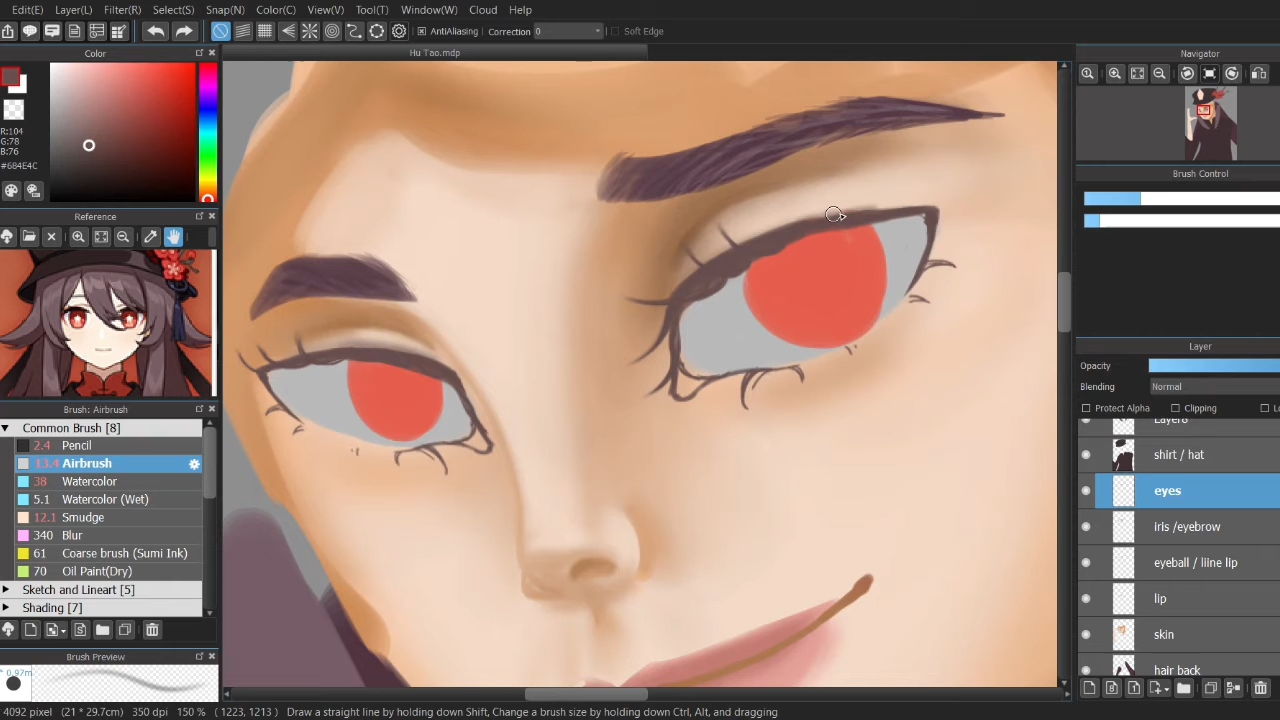 Edit(E) Layer(L) Filter(R) Select(S) Snap(N) Color(C) View(V) Tool(T) Window(W) Cloud Help
AntiAliasing Correction 0 Soft Edge
Color
Hu Tao.mdp
Navigator
R:104
G:78
B:76
#684E4C
Brush Control
Reference
Layer
Opacity
Blending Normal
Protect Alpha Clipping Lo
Layer8
shirt / hat
eyes
iris /eyebrow
eyeball / liine lip
lip
skin
hair back
Brush: Airbrush
Common Brush [8]
2.4 Pencil
13.4 Airbrush
38 Watercolor
5.1 Watercolor (Wet)
12.1 Smudge
340 Blur
61 Coarse brush (Sumi Ink)
70 Oil Paint(Dry)
Sketch and Lineart [5]
Shading [7]
Brush Preview
* 0.97m
4092 pixel (21 * 29.7cm) 350 dpi 150 % ( 1223, 1213 ) Draw a straight line by holding down Shift, Change a brush size by holding down Ctrl, Alt, and dragging